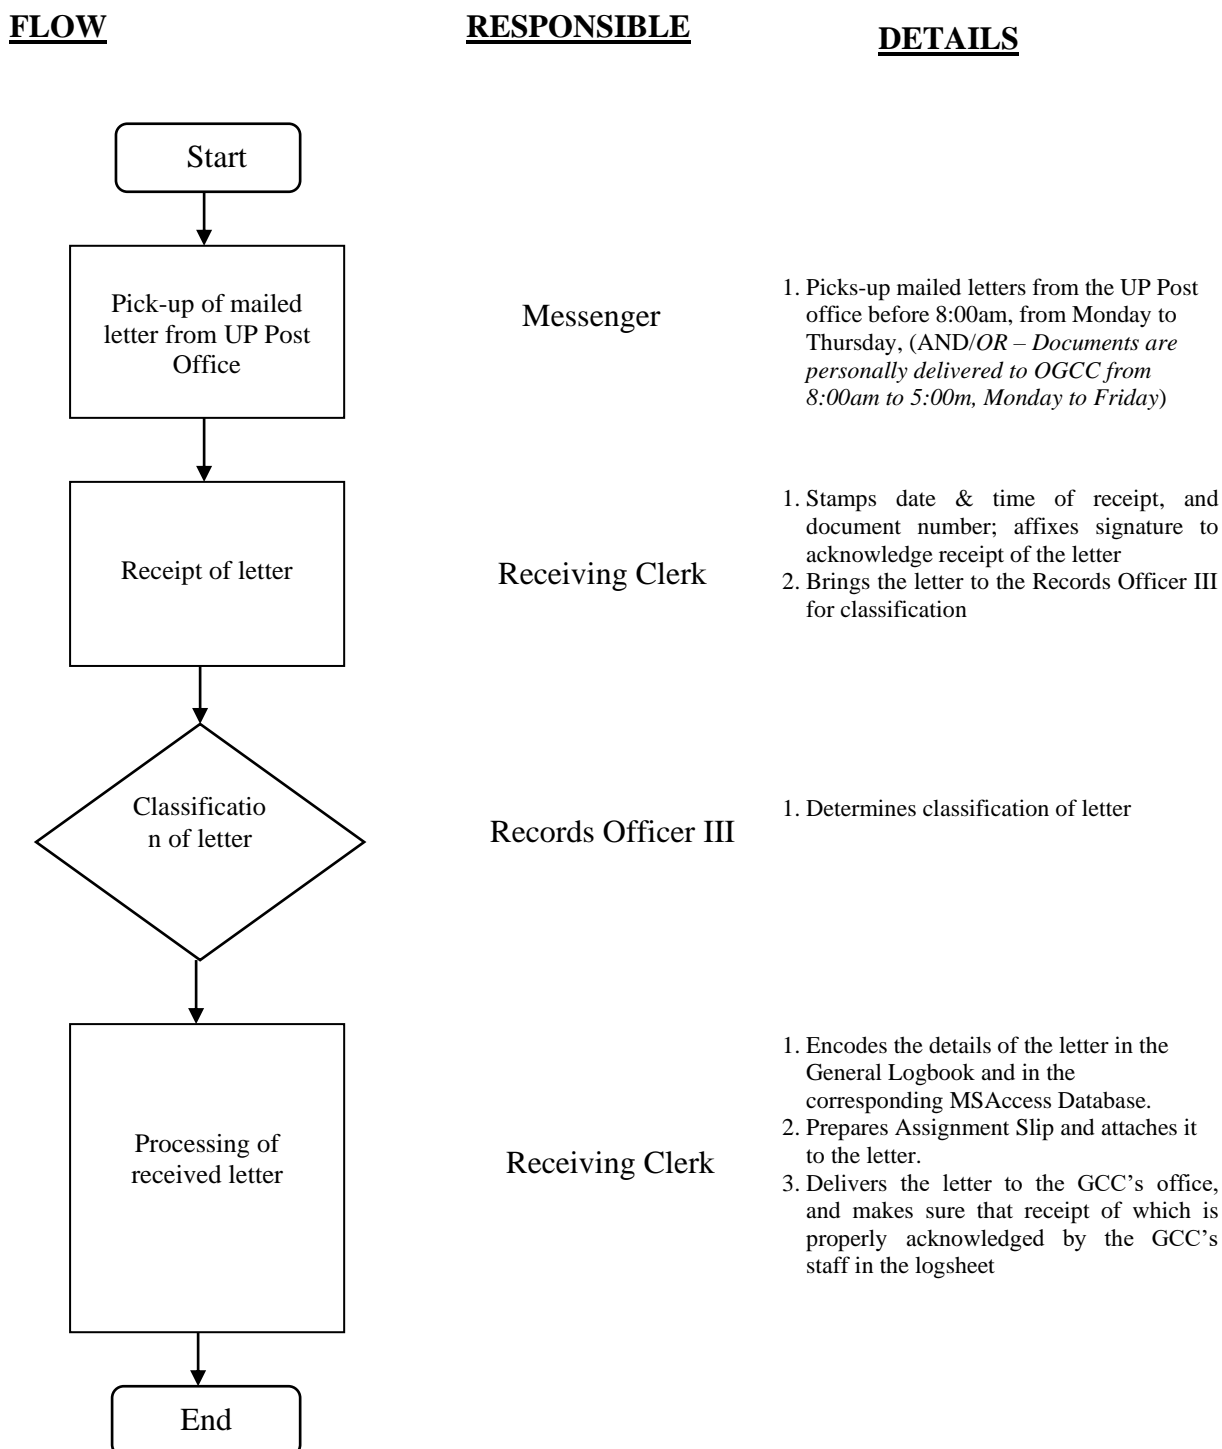 FLOW
RESPONSIBLE
DETAILS
Start
Pick-up of mailed
letter from UP Post
Office
Messenger
1. Picks-up mailed letters from the UP Post
office before 8:00am, from Monday to
Thursday, (AND/OR – Documents are
personally delivered to OGCC from
8:00am to 5:00m, Monday to Friday)
Receipt of letter
Receiving Clerk
1. Stamps date & time of receipt, and
document number; affixes signature to
acknowledge receipt of the letter
2. Brings the letter to the Records Officer III
for classification
Classificatio
n of letter
Records Officer III
1. Determines classification of letter
Processing of
received letter
Receiving Clerk
1. Encodes the details of the letter in the
General Logbook and in the
corresponding MSAccess Database.
2. Prepares Assignment Slip and attaches it
to the letter.
3. Delivers the letter to the GCC’s office,
and makes sure that receipt of which is
properly acknowledged by the GCC’s
staff in the logsheet
End